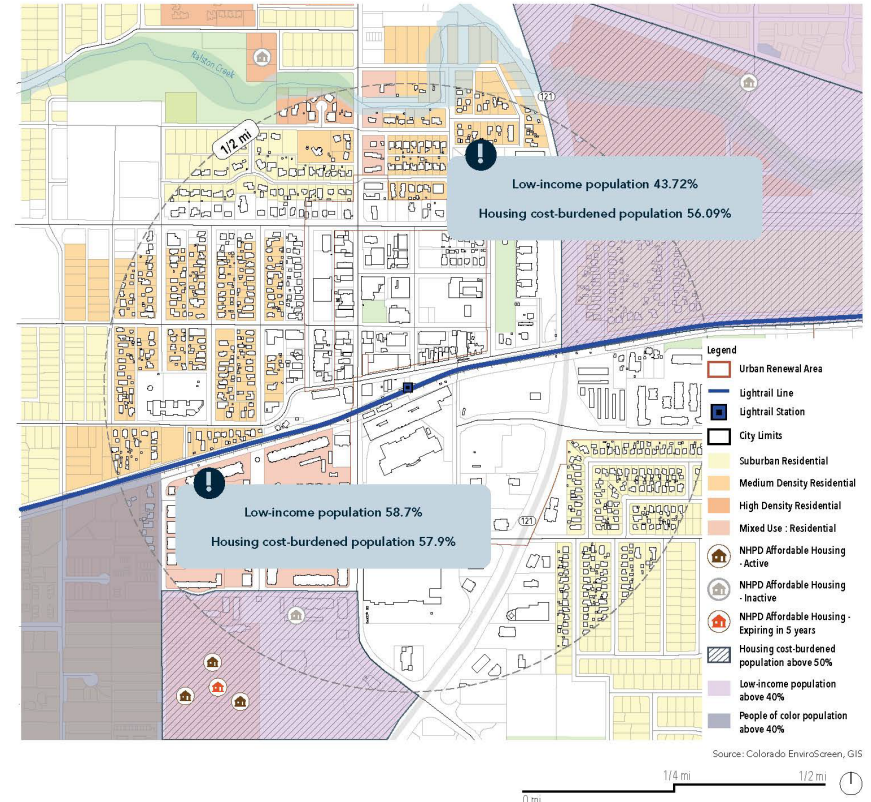 Ralston Creek
121
1/2 mi
Low-income population 43.72%
Housing cost-burdened population 56.09%
Low-income population 58.7%
Housing cost-burdened population 57.9%
121
Legend
Urban Renewal Area
Lightrail Line
Lightrail Station
City Limits
Suburban Residential
Medium Density Residential
High Density Residential
Mixed Use : Residential
NHPD Affordable Housing
- Active
NHPD Affordable Housing
- Inactive
NHPD Affordable Housing -
Expiring in 5 years
Housing cost-burdened
population above 50%
Low-income population
above 40%
People of color population
above 40%
Source: Colorado EnviroScreen, GIS
1/4 mi
1/2 mi
0 mi